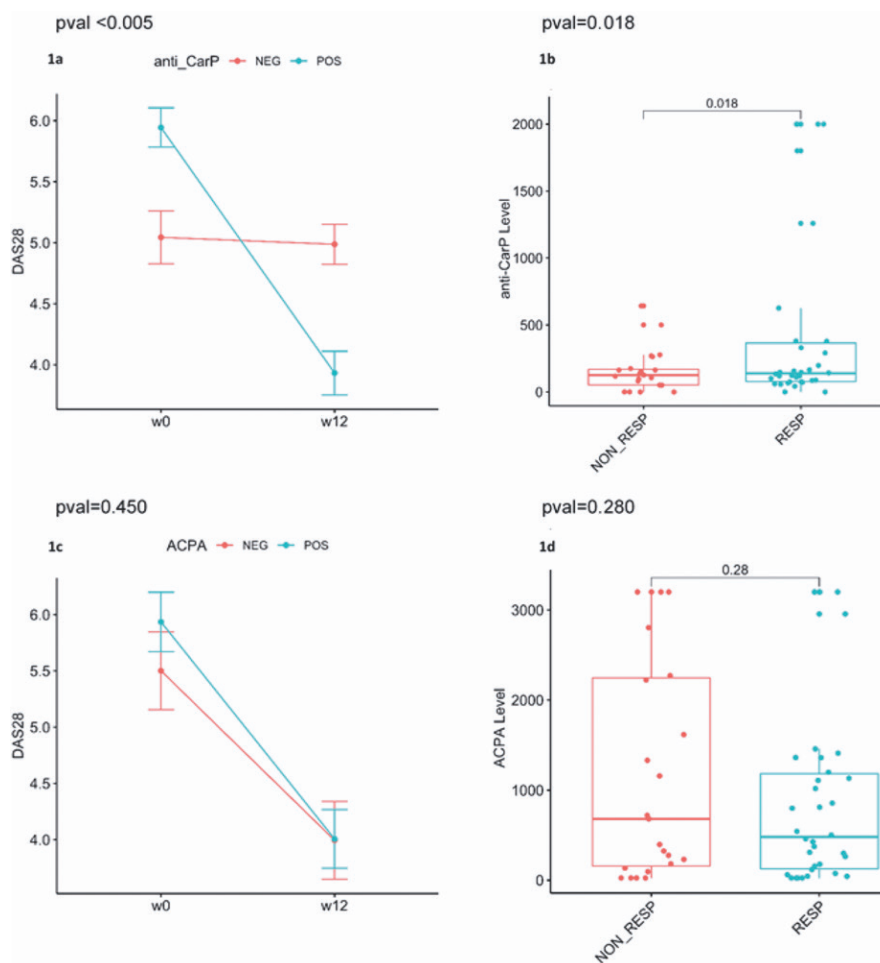 pval <0.005
1a
anti_CarP NEG POS
6.0
5.5
5.0
4.5
4.0
DAS28
w0 w12
pval=0.018
1b
0.018
2000
1500
1000
500
0
anti-CarP Level
NON_RESP RESP
pval=0.450
1c
ACPA NEG POS
6.0
5.5
5.0
4.5
4.0
DAS28
w0 w12
pval=0.280
1d
0.28
3000
2000
1000
0
ACPA Level
NON_RESP RESP